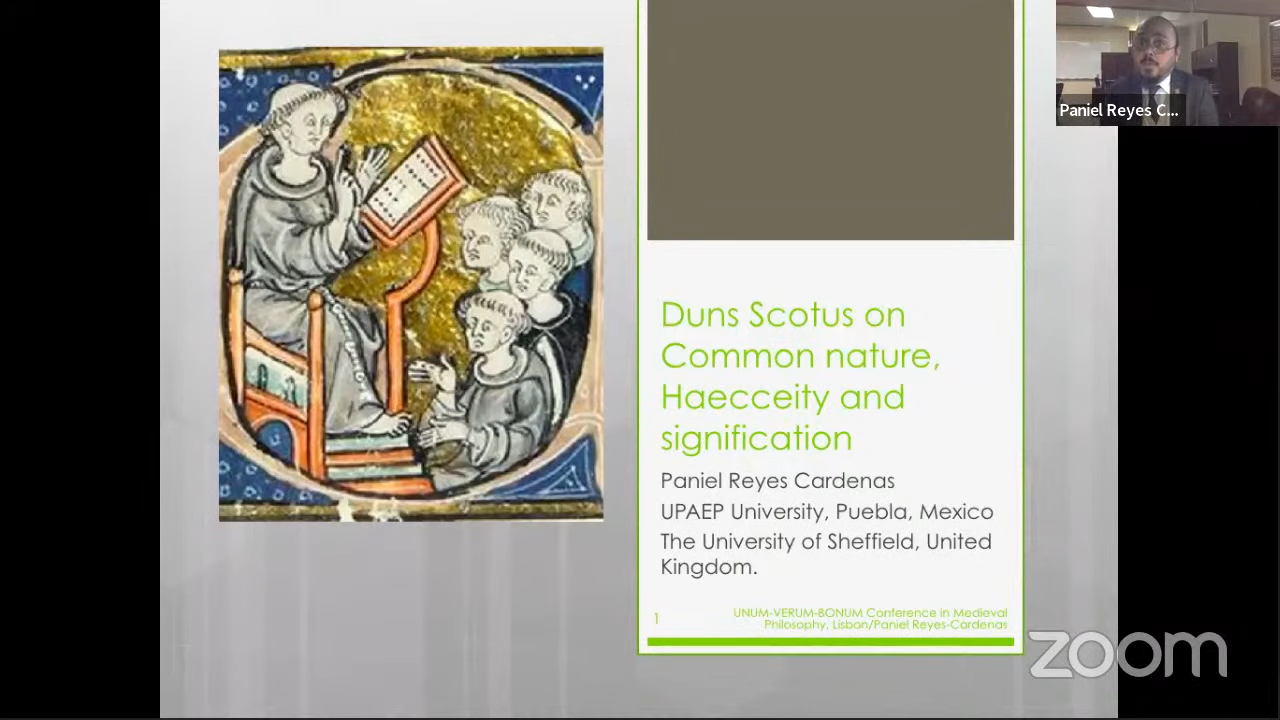 Paniel Reyes C...
Duns Scotus on
Common nature,
Haecceity and
signification
Paniel Reyes Cardenas
UPAEP University, Puebla, Mexico
The University of Sheffield, United
Kingdom.
1
UNUM-VERUM-BONUM Conference in Medieval
Philosophy, Lisbon/Paniel Reyes-Cardenas
zoom